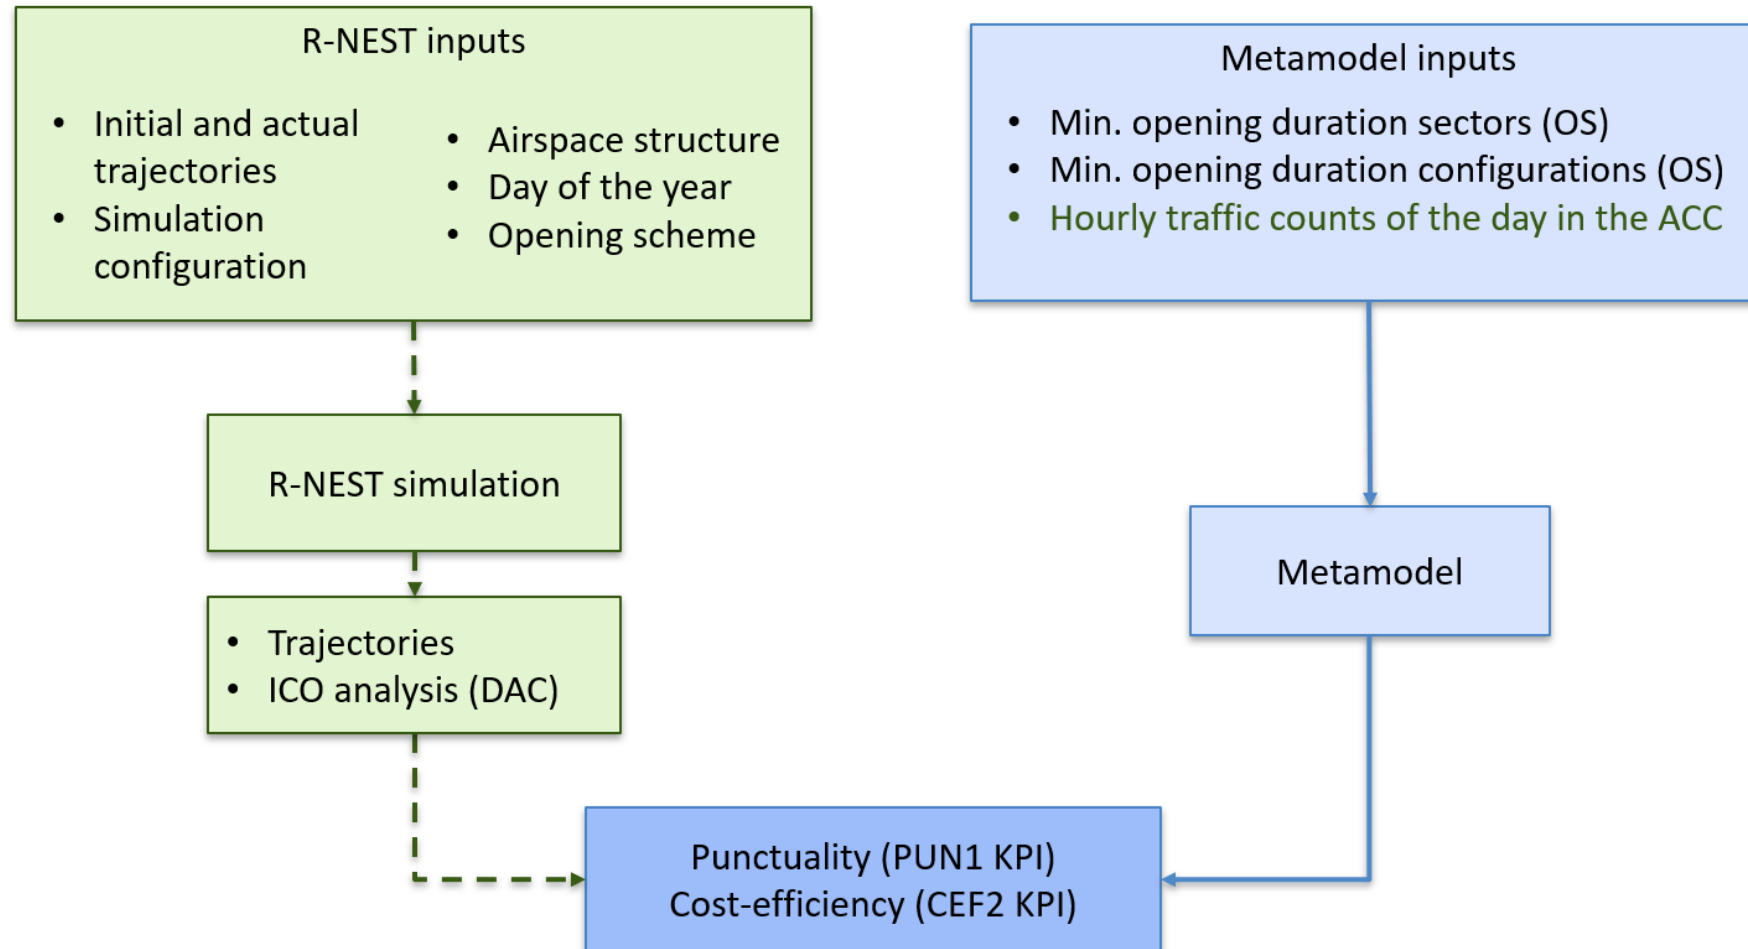 R-NEST inputs
• Initial and actual
trajectories
• Simulation
configuration
• Airspace structure
• Day of the year
• Opening scheme
Metamodel inputs
• Min. opening duration sectors (OS)
• Min. opening duration configurations (OS)
• Hourly traffic counts of the day in the ACC
R-NEST simulation
• Trajectories
• ICO analysis (DAC)
Metamodel
Punctuality (PUN1 KPI)
Cost-efficiency (CEF2 KPI)